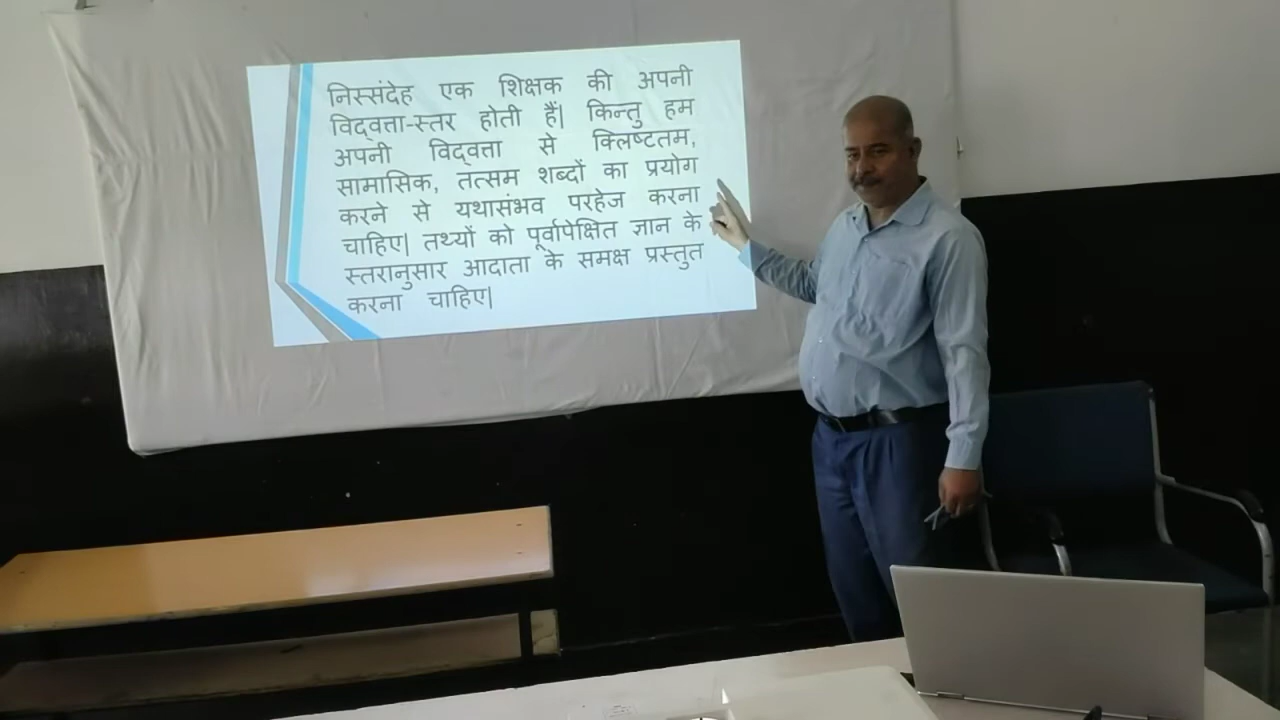 निस्संदेह एक शिक्षक की अपनी
विद्वत्ता-स्तर होती हैं|  किन्तु हम
अपनी विद्वत्ता से क्लिष्टतम,
सामासिक, तत्सम शब्दों का प्रयोग
करने से यथासंभव परहेज करना
चाहिए| तथ्यों को पूर्वापेक्षित ज्ञान के
स्तरानुसार आदाता के समक्ष प्रस्तुत
करना चाहिए|